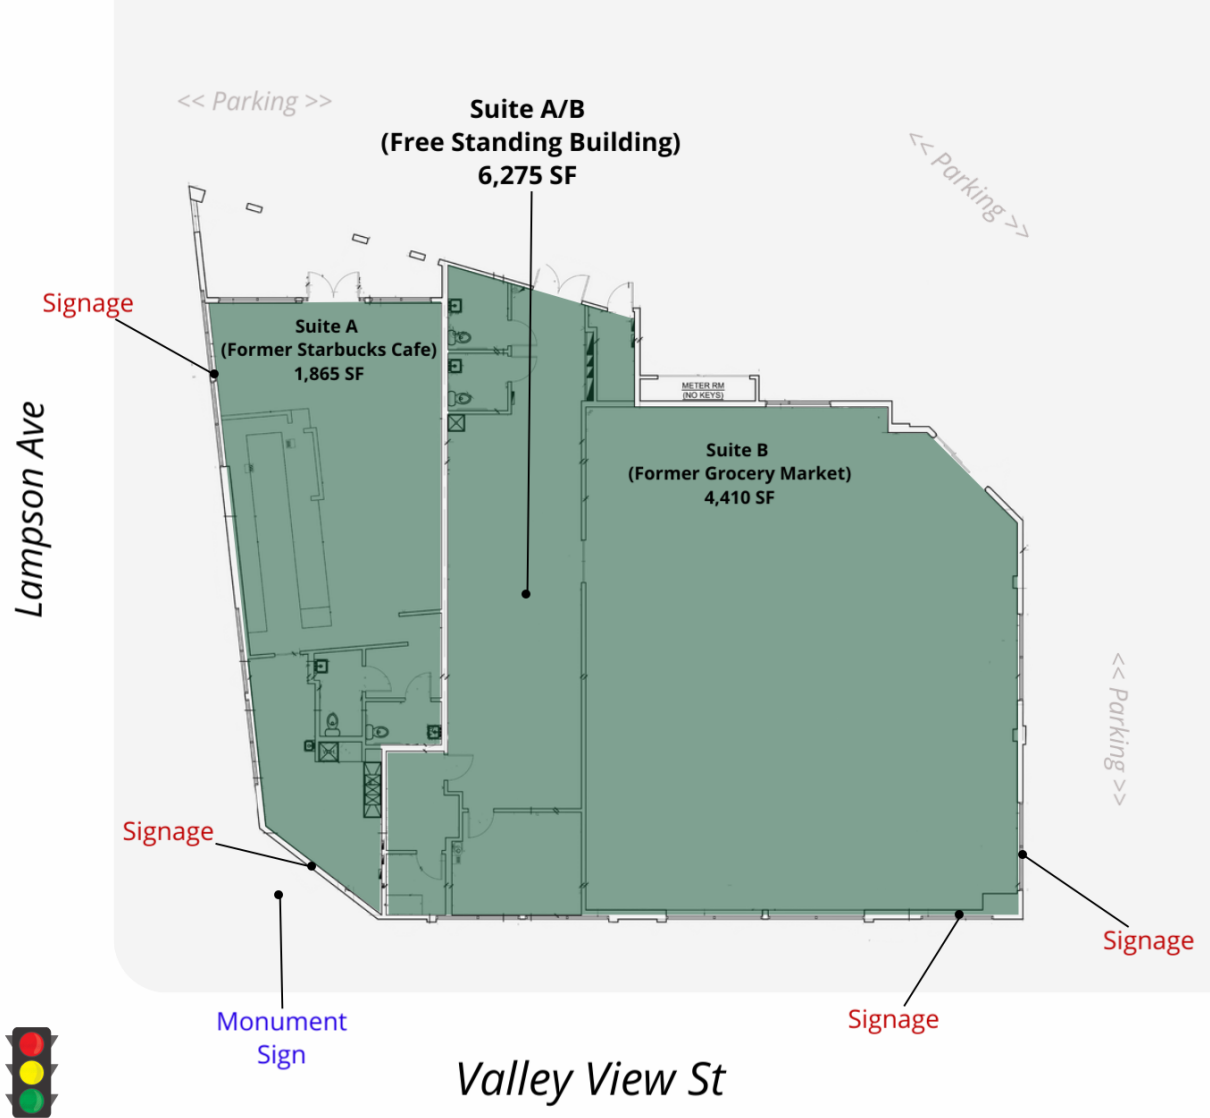 << Parking >>
Suite A/B
(Free Standing Building)
6,275 SF
<< Parking >>
Signage
Suite A
(Former Starbucks Cafe)
1,865 SF
METER RM
(NO KEYS)
Suite B
(Former Grocery Market)
4,410 SF
Lampson Ave
<< Parking >>
Signage
Signage
Signage
Monument
Sign
Valley View St